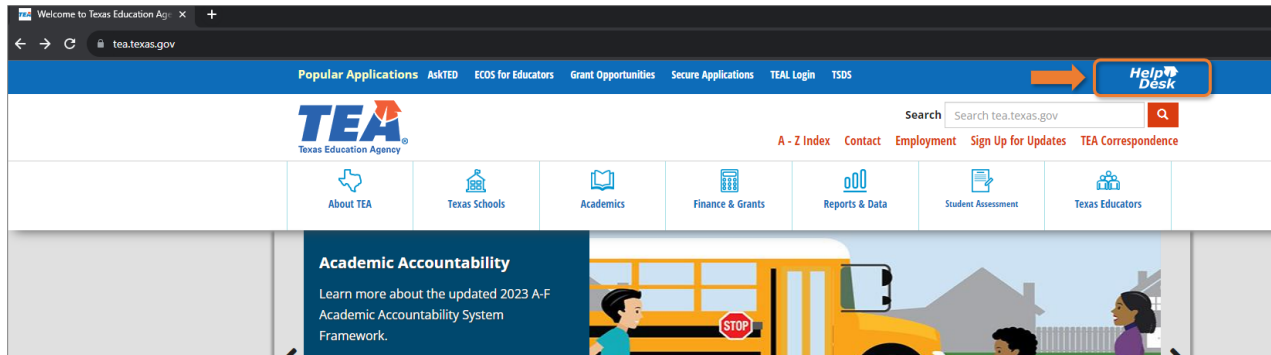 TEA Welcome to Texas Education Age
tea.texas.gov
Popular Applications AskTED ECOS for Educators Grant Opportunities Secure Applications TEAL Login TSDS
Help Desk
TEA
Texas Education Agency
Search Search tea.texas.gov
A - Z Index Contact Employment Sign Up for Updates TEA Correspondence
About TEA Texas Schools Academics Finance & Grants Reports & Data Student Assessment Texas Educators
Academic Accountability
Learn more about the updated 2023 A-F
Academic Accountability System
Framework.
STOP